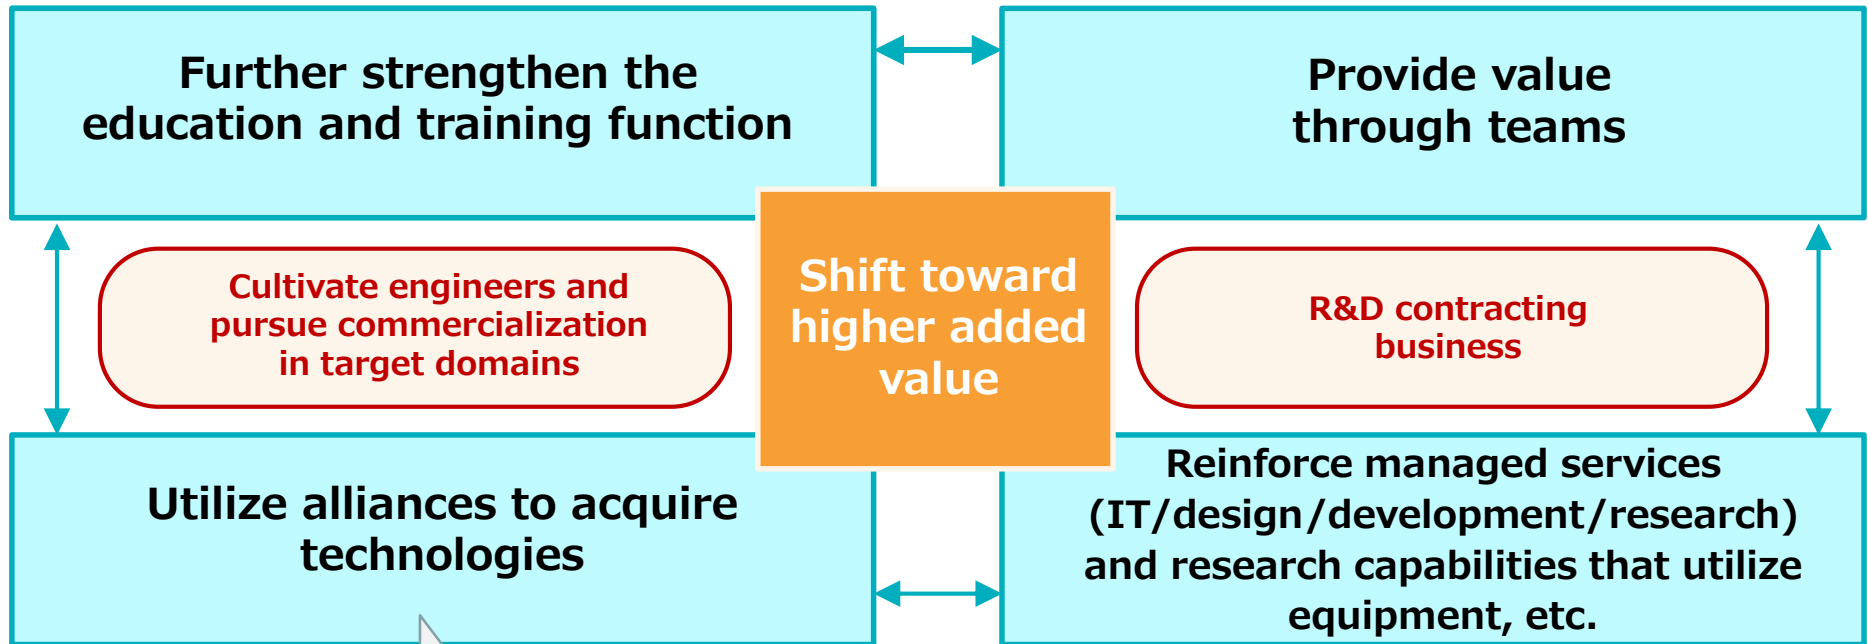 Further strengthen the
education and training function
Provide value
through teams
Cultivate engineers and
pursue commercialization
in target domains
Shift toward
higher added
value
R&D contracting
business
Utilize alliances to acquire
technologies
Reinforce managed services
(IT/design/development/research)
and research capabilities that utilize
equipment, etc.